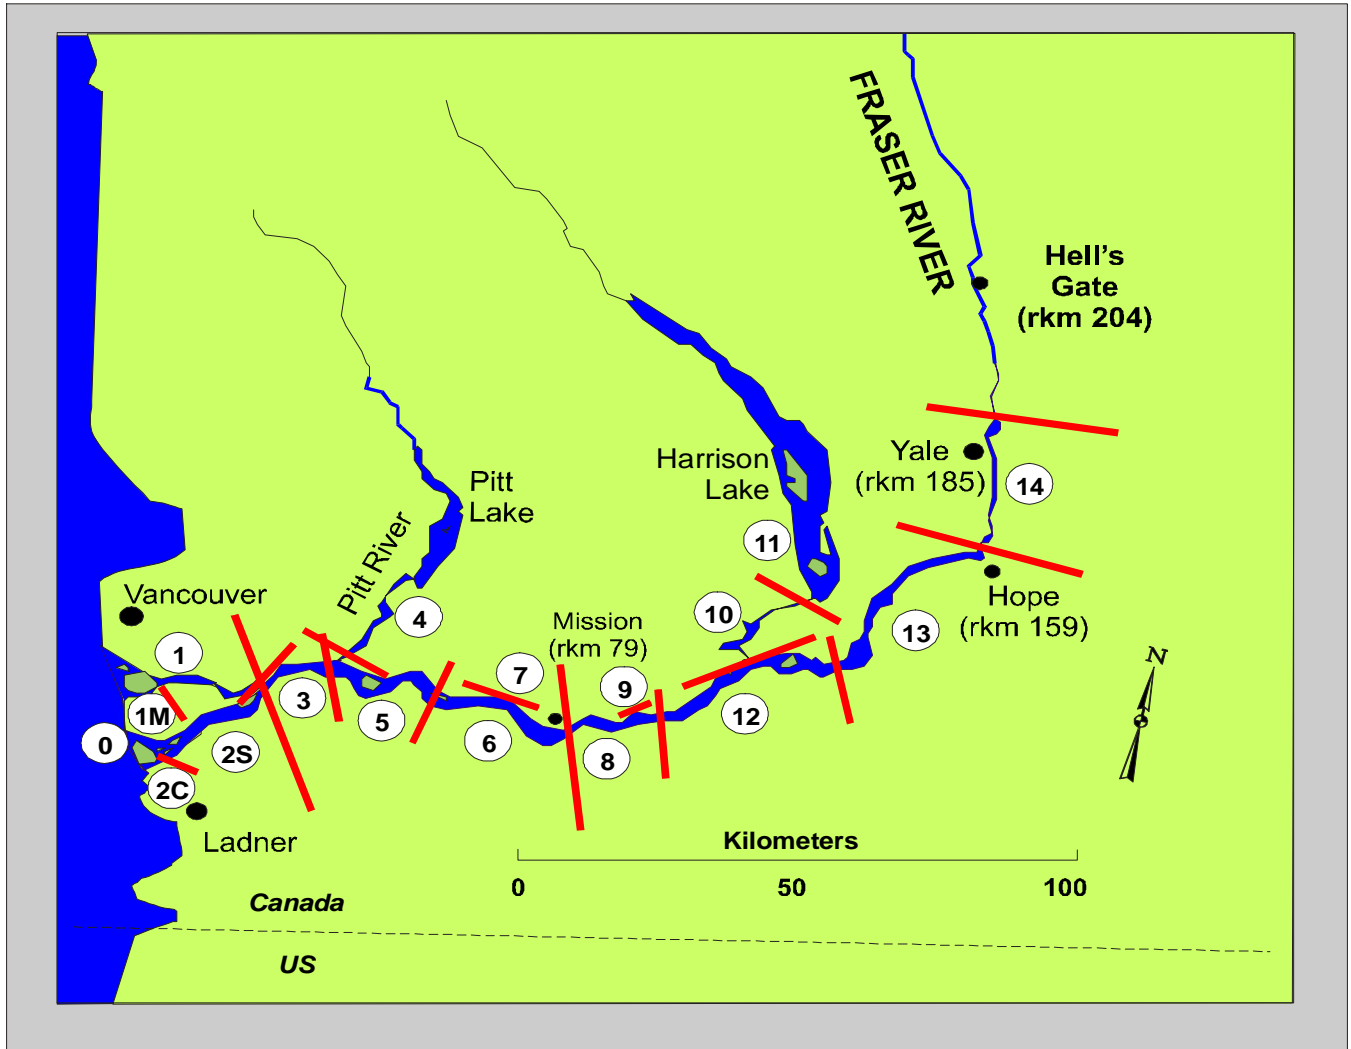 FRASER RIVER
Hell's
Gate
(rkm 204)
Harrison
Lake
Yale
(rkm 185)
14
Pitt
Lake
Pitt River
11
Vancouver
4
Mission
(rkm 79)
10
13
Hope
(rkm 159)
N
1
3
5
7
9
12
1M
0
2S
6
8
2C
Ladner
Kilometers
0
50
100
Canada
US